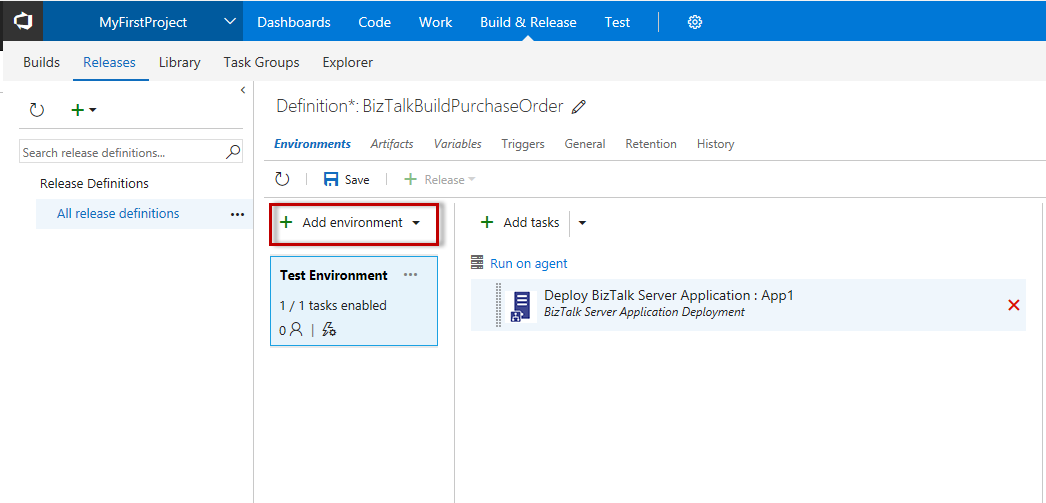 MyFirstProject Dashboards Code Work Build & Release Test
Builds Releases Library Task Groups Explorer
Search release definitions...
Release Definitions
All release definitions
Definition*: BizTalkBuildPurchaseOrder
Environments Artifacts Variables Triggers General Retention History
Save Release
Add environment
Test Environment
1 / 1 tasks enabled
0
Add tasks
Run on agent
Deploy BizTalk Server Application : App1
BizTalk Server Application Deployment